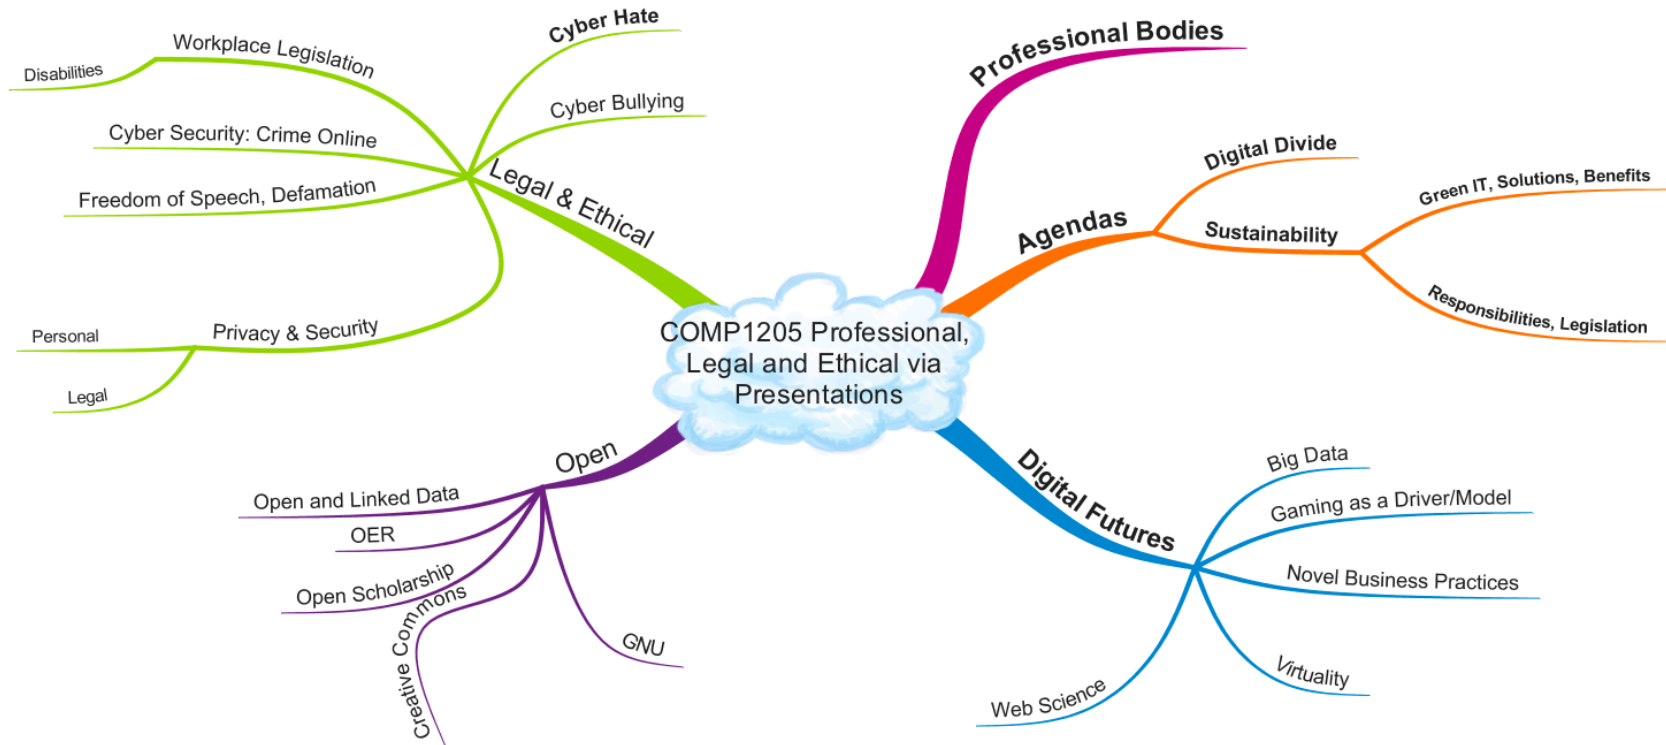 COMP1205 Professional,
Legal and Ethical via
Presentations
Professional Bodies
Agendas
Digital Divide
Sustainability
Green IT, Solutions, Benefits
Responsibilities, Legislation
Digital Futures
Big Data
Gaming as a Driver/Model
Novel Business Practices
Virtuality
Web Science
Open
Open and Linked Data
OER
Open Scholarship
Creative Commons
GNU
Legal & Ethical
Cyber Hate
Cyber Bullying
Workplace Legislation
Disabilities
Cyber Security: Crime Online
Freedom of Speech, Defamation
Privacy & Security
Personal
Legal